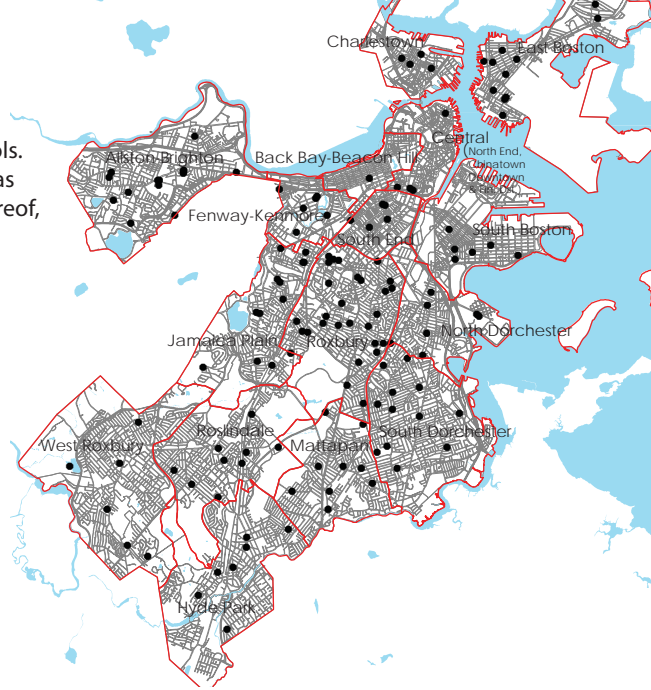 ols.
as
reof,
Charlestown
East Boston
Central
(North End,
Chinatown
Downtown
Allston-Brighton
Back Bay-Beacon Hill
Fenway-Kenmore
South End
South Boston
Jamaica Plain
Roxbury
North Dorchester
West Roxbury
Roslindale
Mattapan
South Dorchester
Hyde Park